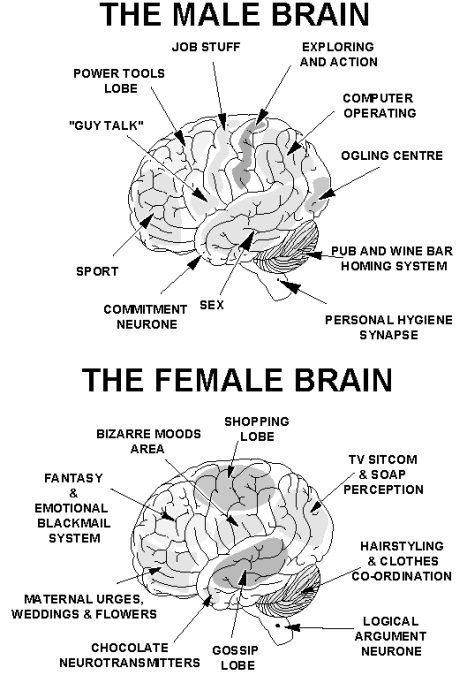 THE MALE BRAIN
JOB STUFF
EXPLORING
AND ACTION
POWER TOOLS
LOBE
COMPUTER
OPERATING
"GUY TALK"
OGLING CENTRE
PUB AND WINE BAR
HOMING SYSTEM
SPORT
COMMITMENT
NEURONE
SEX
PERSONAL HYGIENE
SYNAPSE
THE FEMALE BRAIN
SHOPPING
LOBE
BIZARRE MOODS
AREA
TV SITCOM
& SOAP
PERCEPTION
FANTASY
&
EMOTIONAL
BLACKMAIL
SYSTEM
HAIRSTYLING
& CLOTHES
CO-ORDINATION
MATERNAL URGES,
WEDDINGS & FLOWERS
LOGICAL
ARGUMENT
NEURONE
CHOCOLATE
NEUROTRANSMITTERS
GOSSIP
LOBE